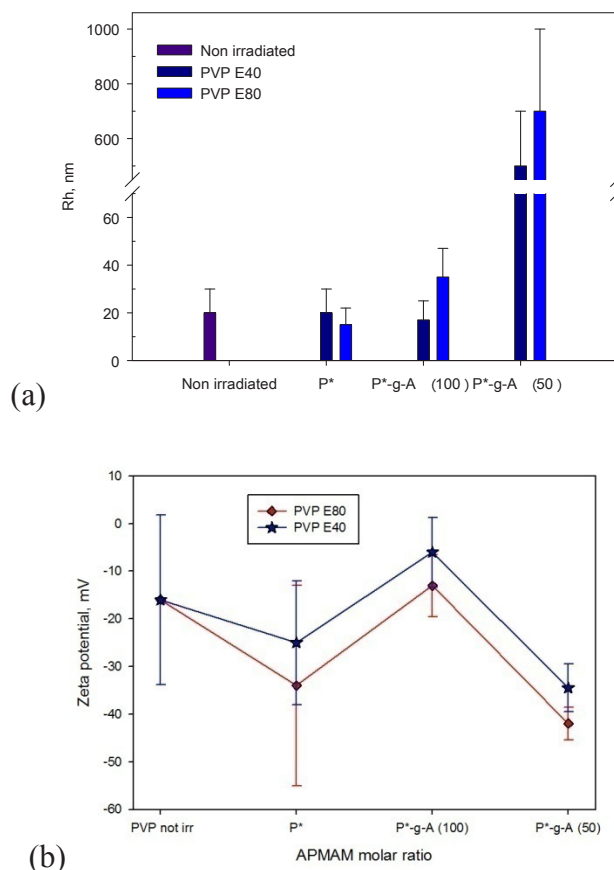 1000
800
600
60
40
20
0
Rh, nm
Non irradiated
PVP E40
PVP E80
Non irradiated P* P*-g-A (100 ) P*-g-A (50 )
(a)
10
0
-10
-20
-30
-40
-50
-60
Zeta potential, mV
PVP E80
PVP E40
PVP not irr P* P*-g-A (100) P*-g-A (50)
APMAM molar ratio
(b)